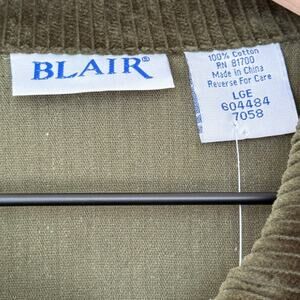 BLAIR®
100% Cotton
RN 81700
Made in China
Reverse For Care
LGE
604484
7058